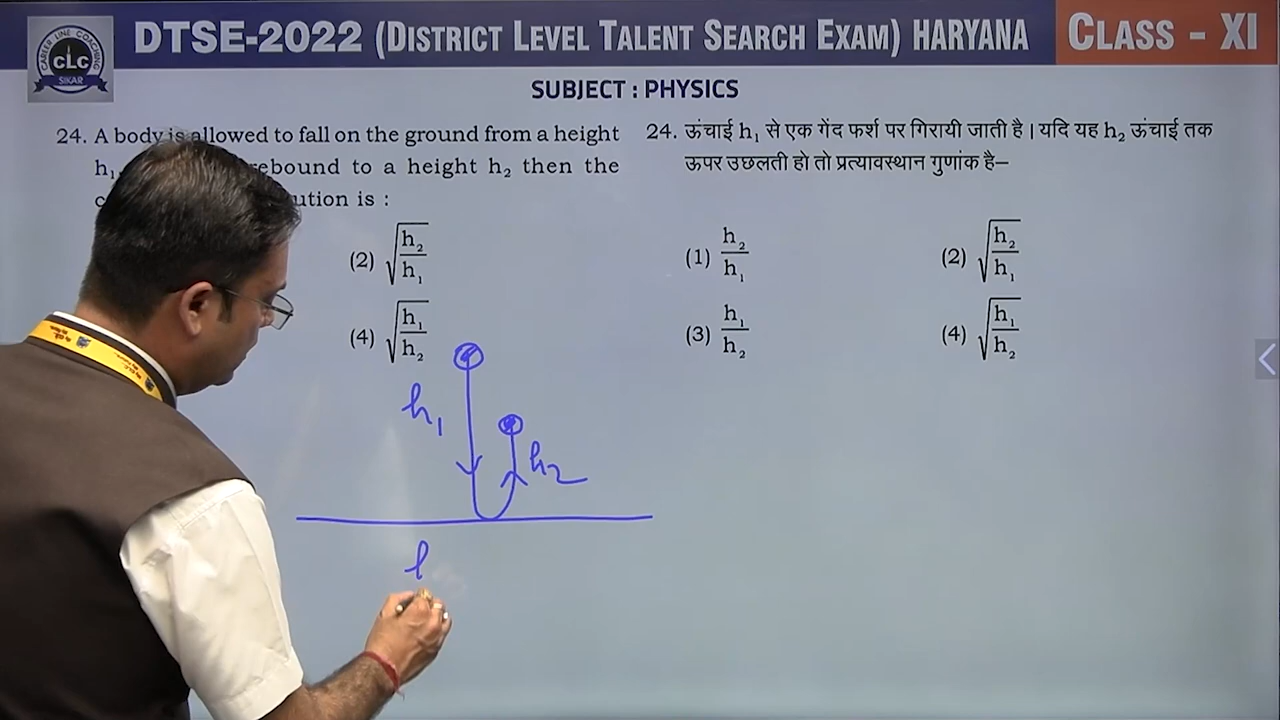 CAREER LINE COACHING
cLc
SIKAR
DTSE-2022 (DISTRICT LEVEL TALENT SEARCH EXAM) HARYANA
CLASS - XI
SUBJECT : PHYSICS
24. A body is allowed to fall on the ground from a height
h₁ rebound to a height h₂ then the
ution is :
(2) √(h₂/h₁)
(4) √(h₁/h₂)
24. ऊंचाई h₁ से एक गेंद फर्श पर गिरायी जाती है। यदि यह h₂ ऊंचाई तक
ऊपर उछलती हो तो प्रत्यावस्थान गुणांक है–
(1) h₂/h₁
(2) √(h₂/h₁)
(3) h₁/h₂
(4) √(h₁/h₂)
h₁
h₂